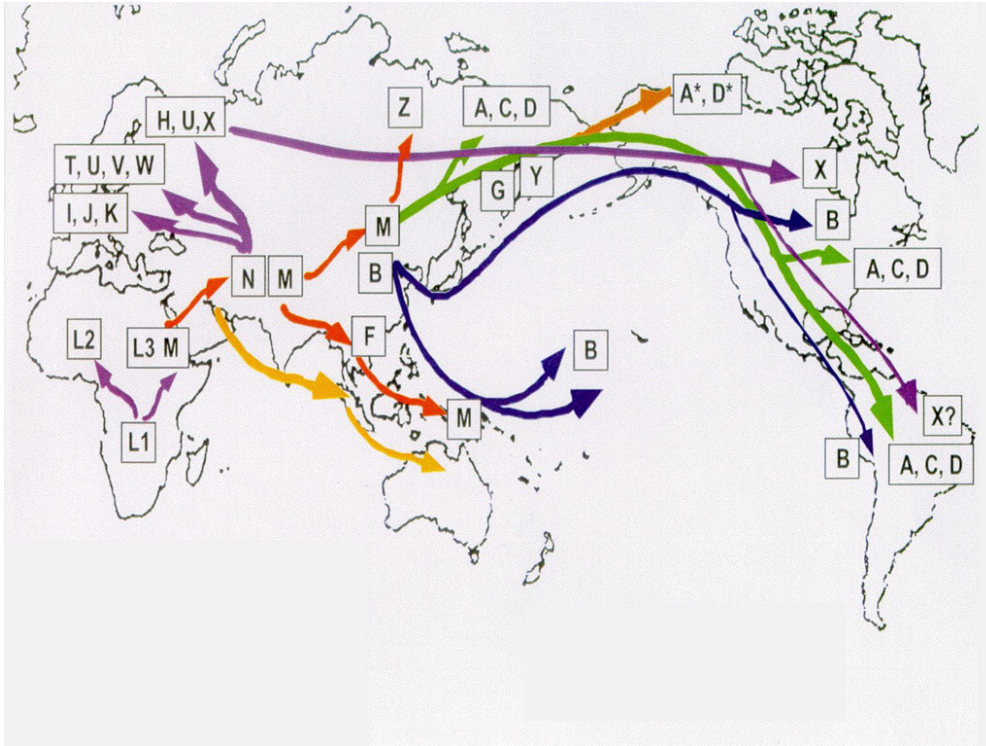 Z
A, C, D
A*, D*
H, U, X
T, U, V, W
X
G
Y
I, J, K
M
B
B
A, C, D
N
M
L2
L3 M
F
B
M
X?
L1
B
A, C, D